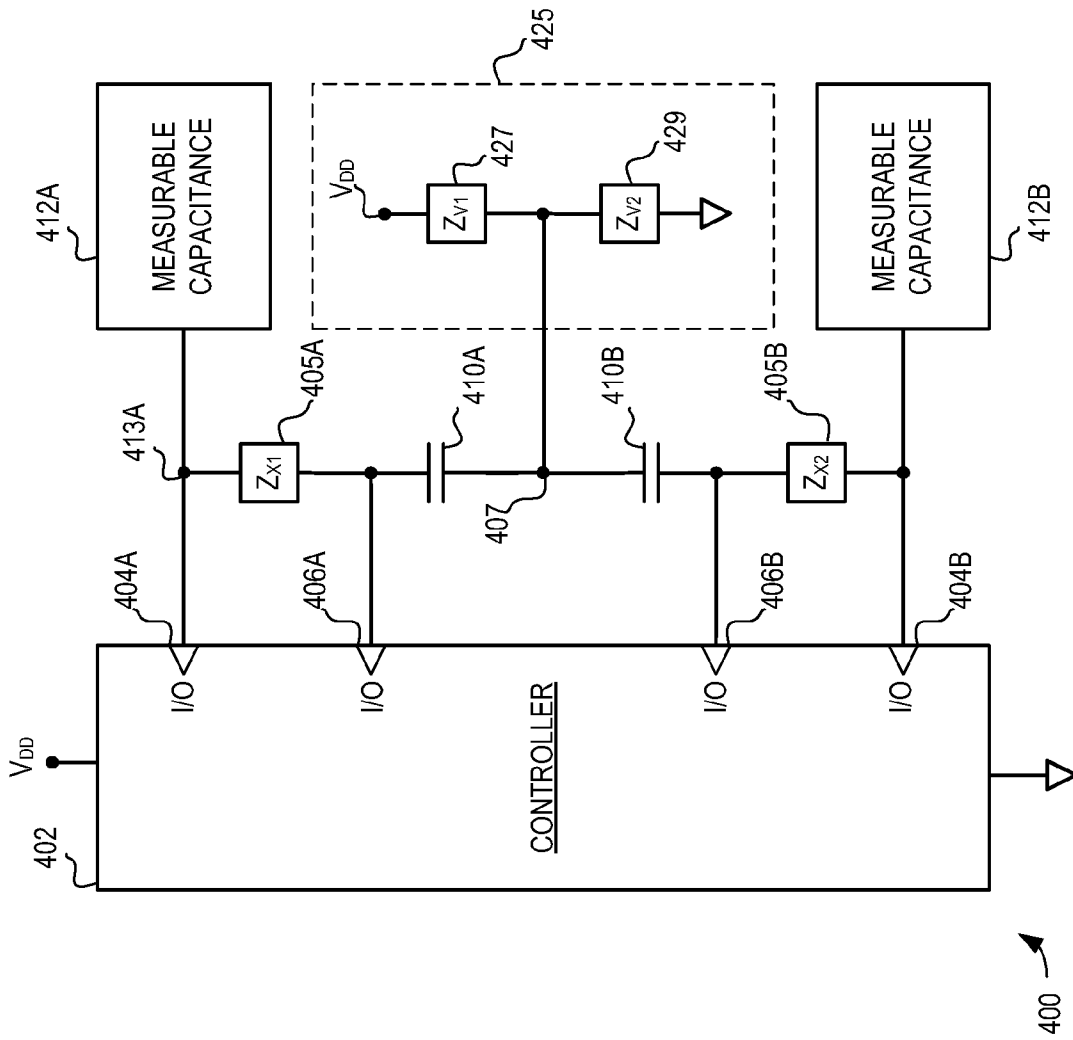 402
V_DD
CONTROLLER
I/O
404A
I/O
406A
I/O
406B
I/O
404B
413A
Z_X1
405A
410A
407
410B
Z_X2
405B
412A
MEASURABLE
CAPACITANCE
V_DD
Z_V1
427
Z_V2
429
425
MEASURABLE
CAPACITANCE
412B
400